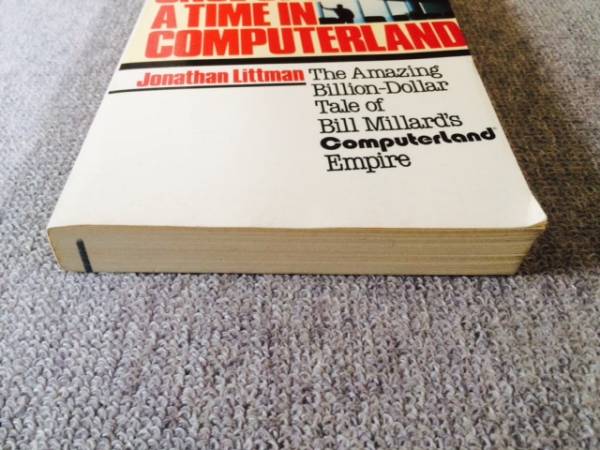 A TIME IN
COMPUTERLAND
Jonathan Littman
The Amazing
Billion-Dollar
Tale of
Bill Millard's
ComputerLand
Empire